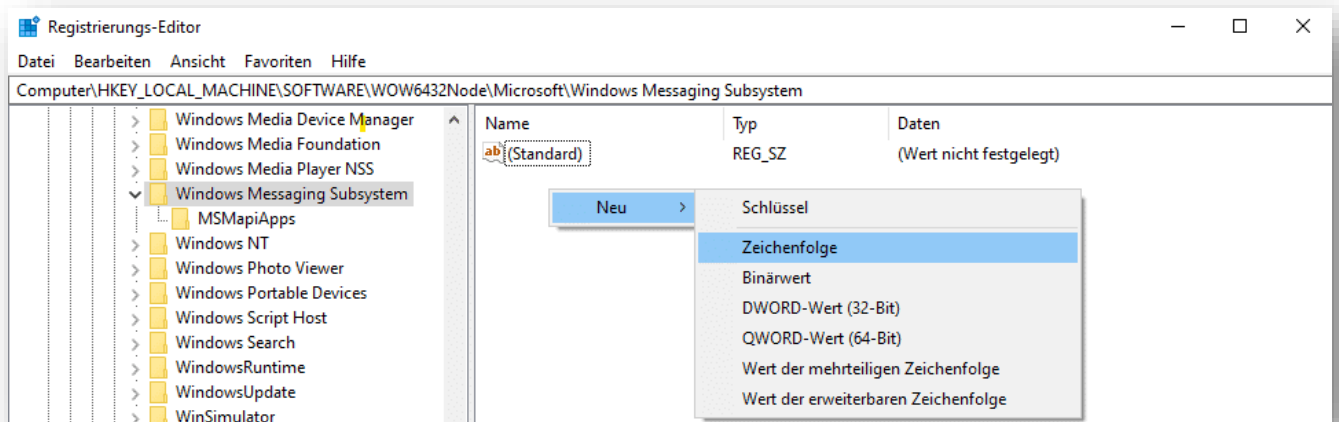 Registrierungs-Editor
Datei Bearbeiten Ansicht Favoriten Hilfe
Computer\HKEY_LOCAL_MACHINE\SOFTWARE\WOW6432Node\Microsoft\Windows Messaging Subsystem
Windows Media Device Manager
Windows Media Foundation
Windows Media Player NSS
Windows Messaging Subsystem
MSMapiApps
Windows NT
Windows Photo Viewer
Windows Portable Devices
Windows Script Host
Windows Search
WindowsRuntime
WindowsUpdate
WinSimulator
Name Typ Daten
ab (Standard) REG_SZ (Wert nicht festgelegt)
Neu
Schlüssel
Zeichenfolge
Binärwert
DWORD-Wert (32-Bit)
QWORD-Wert (64-Bit)
Wert der mehrteiligen Zeichenfolge
Wert der erweiterbaren Zeichenfolge